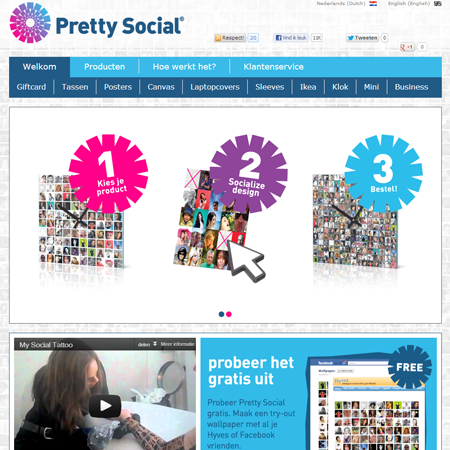 Nederlands (Dutch) English (English)
Pretty Social®
Respect! 20 Vind ik leuk 11K Tweeten 0
+1 0
Welkom Producten Hoe werkt het? Klantenservice
Giftcard Tassen Posters Canvas Laptopcovers Sleeves Ikea Klok Mini Business
1
Kies je
product
2
Socialize
design
3
Bestel!
My Social Tattoo delen Meer informatie
probeer het
gratis uit
Probeer Pretty Social
gratis. Maak een try-out
wallpaper met al je
Hyves of Facebook
vrienden.
facebook
Wallpaper
FREE